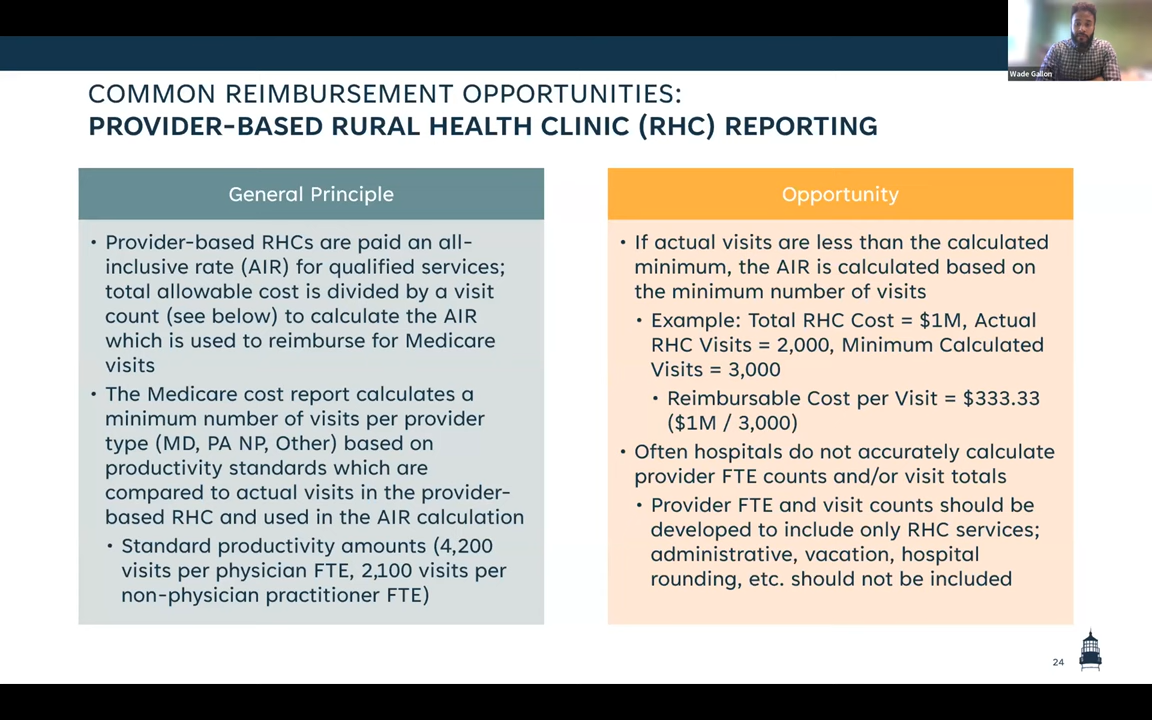 Wade Gallon
COMMON REIMBURSEMENT OPPORTUNITIES:
PROVIDER-BASED RURAL HEALTH CLINIC (RHC) REPORTING
General Principle
• Provider-based RHCs are paid an all-
inclusive rate (AIR) for qualified services;
total allowable cost is divided by a visit
count (see below) to calculate the AIR
which is used to reimburse for Medicare
visits
• The Medicare cost report calculates a
minimum number of visits per provider
type (MD, PA NP, Other) based on
productivity standards which are
compared to actual visits in the provider-
based RHC and used in the AIR calculation
• Standard productivity amounts (4,200
visits per physician FTE, 2,100 visits per
non-physician practitioner FTE)
Opportunity
• If actual visits are less than the calculated
minimum, the AIR is calculated based on
the minimum number of visits
• Example: Total RHC Cost = $1M, Actual
RHC Visits = 2,000, Minimum Calculated
Visits = 3,000
• Reimbursable Cost per Visit = $333.33
($1M / 3,000)
• Often hospitals do not accurately calculate
provider FTE counts and/or visit totals
• Provider FTE and visit counts should be
developed to include only RHC services;
administrative, vacation, hospital
rounding, etc. should not be included
24